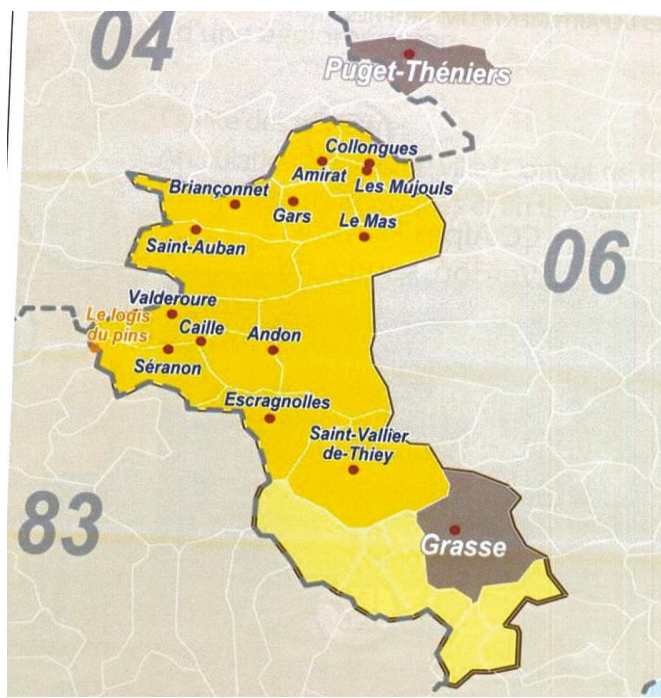 04
Puget-Théniers
Collongues
Amirat
Les Mújouls
Briançonnet
Gars
Le Mas
Saint-Auban
06
Valderoure
Le logis
du pins
Caille
Andon
Séranon
Escragnolles
Saint-Vallier
de-Thiey
83
Grasse